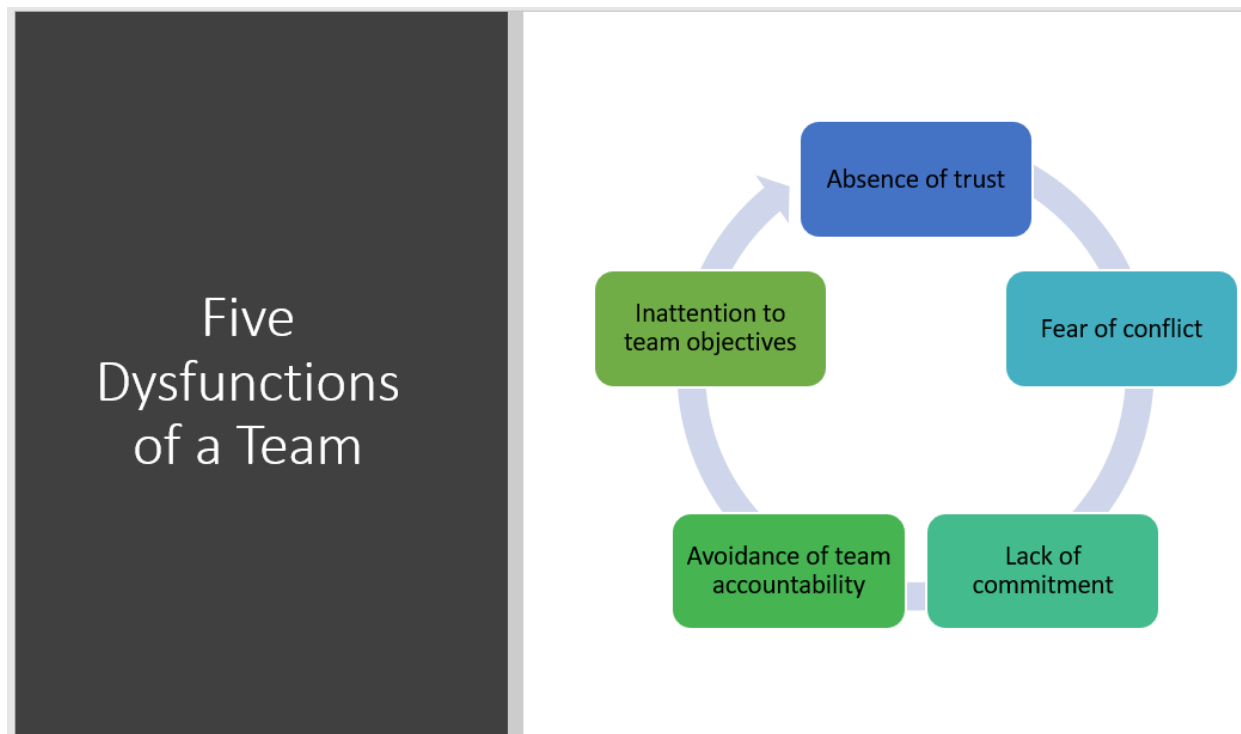 Five
Dysfunctions
of a Team
Absence of trust
Fear of conflict
Lack of
commitment
Avoidance of team
accountability
Inattention to
team objectives